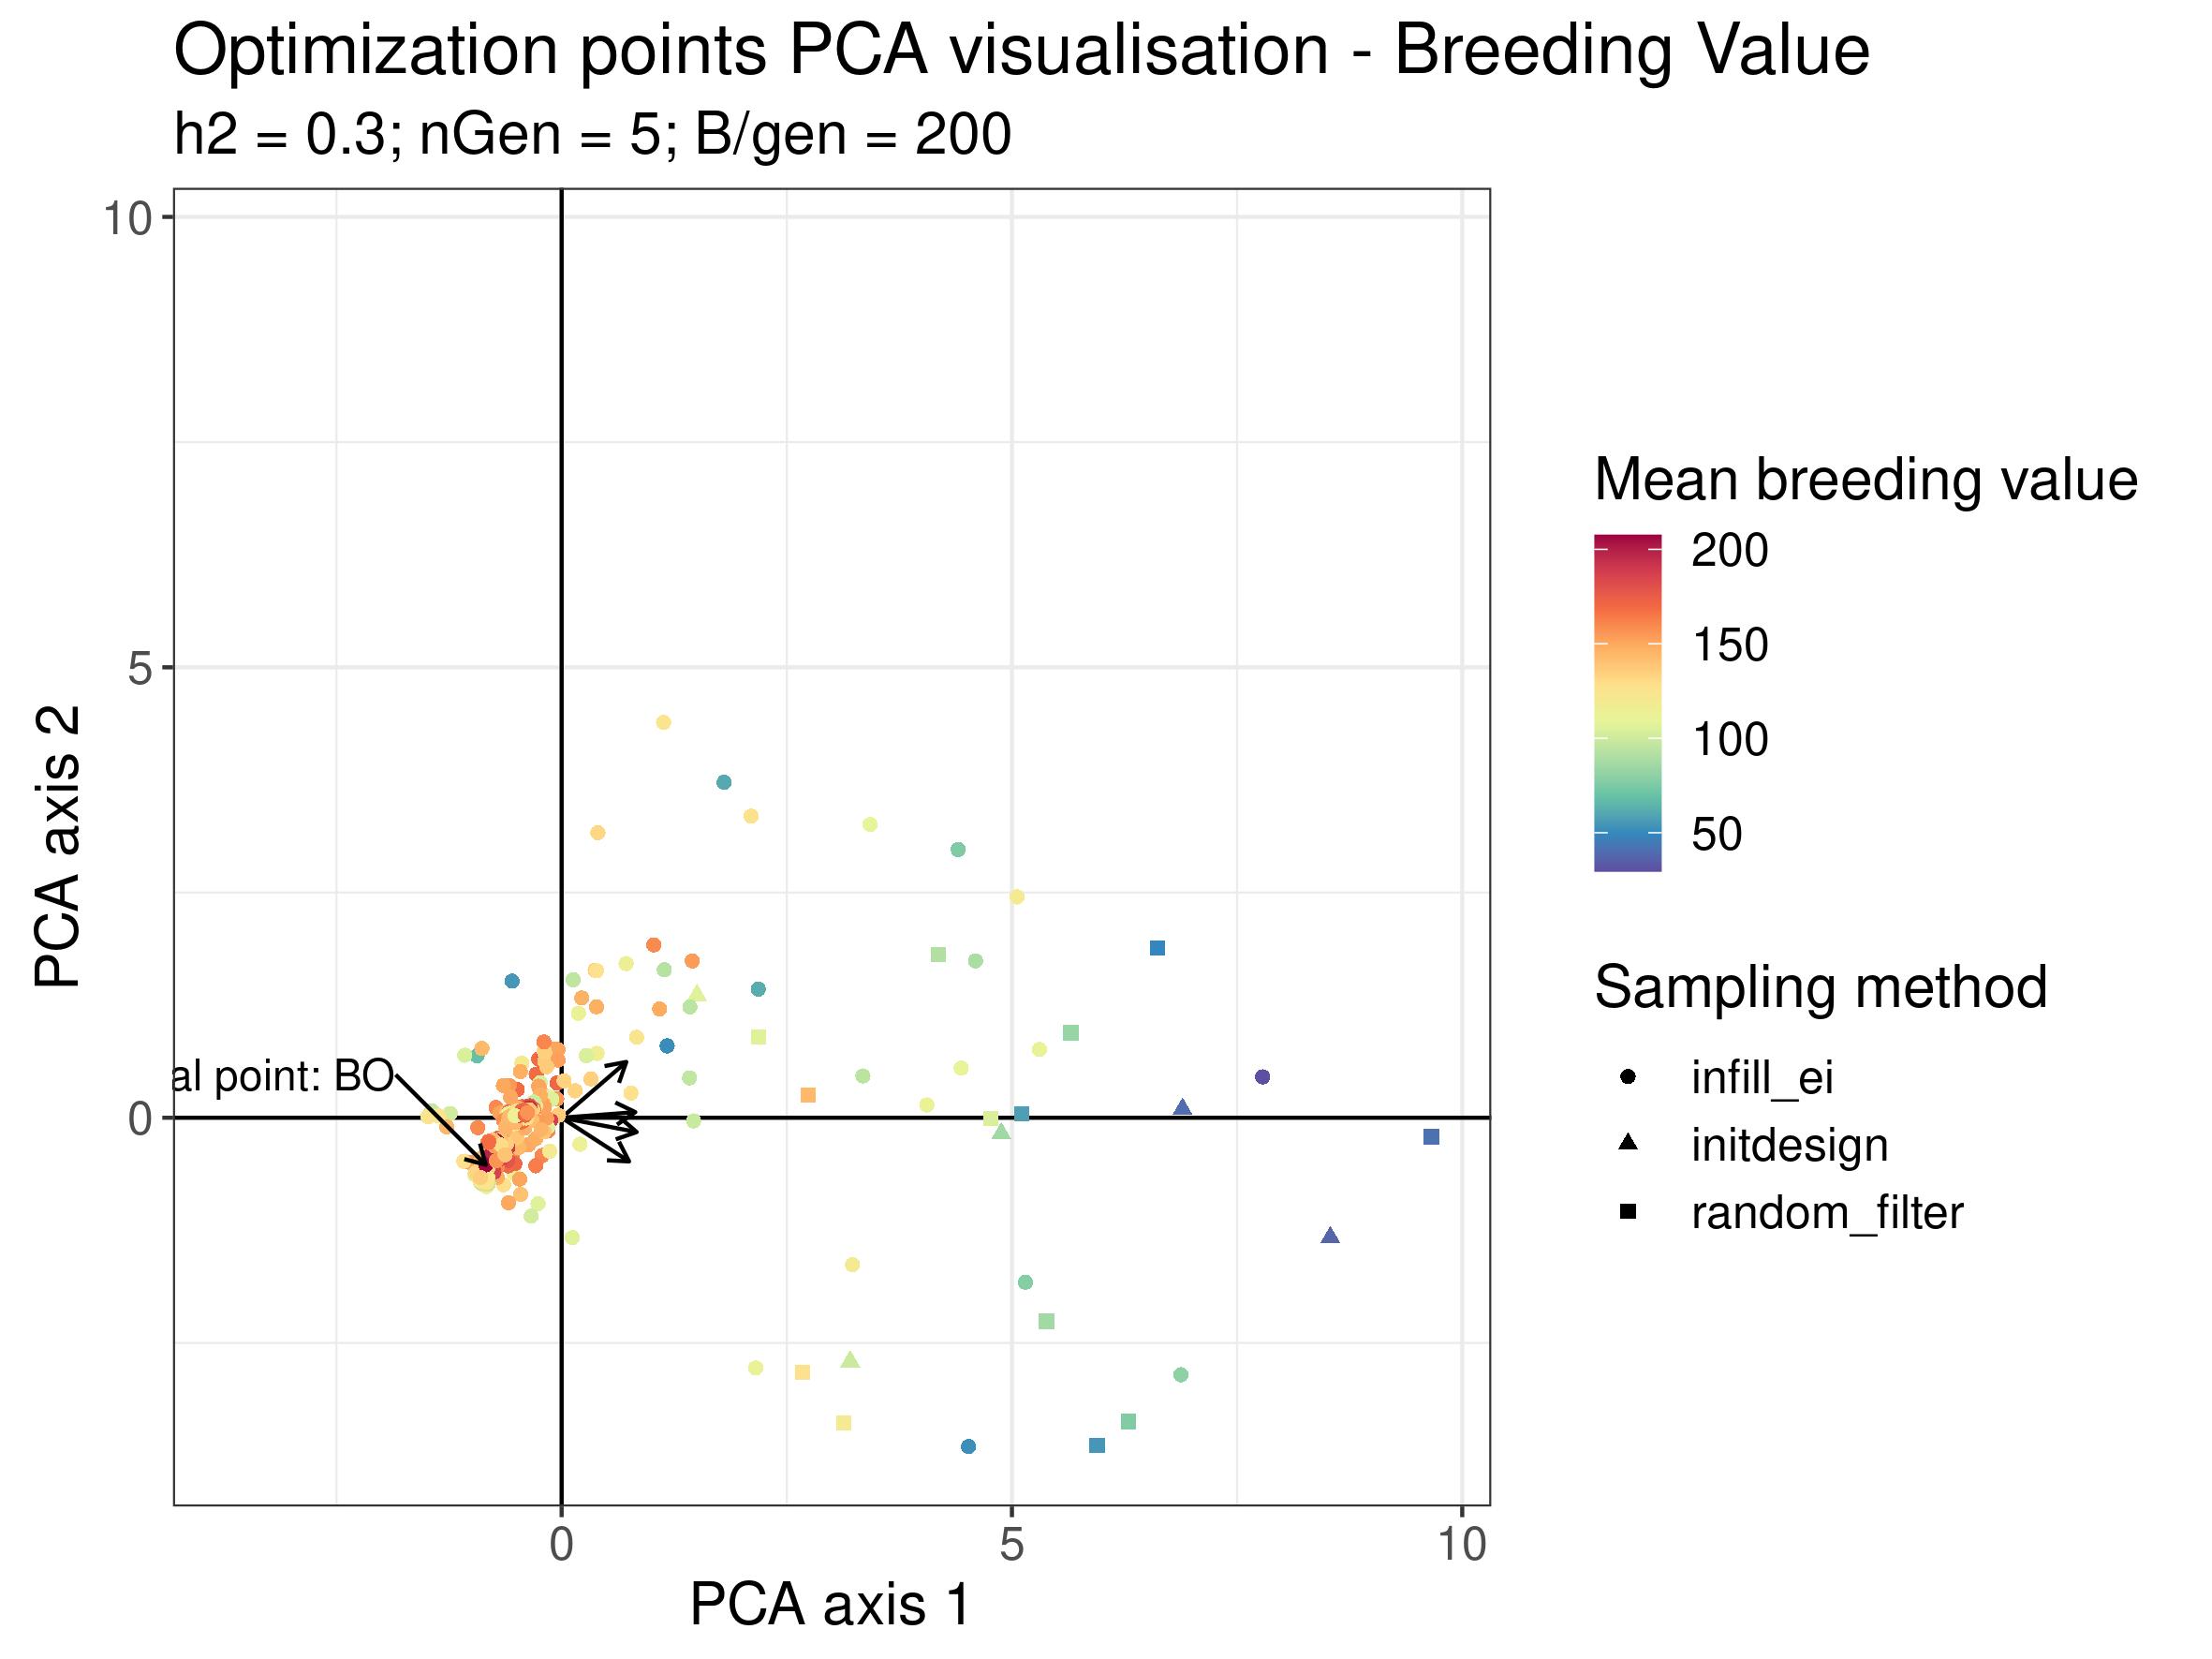 Optimization points PCA visualisation - Breeding Value
h2 = 0.3; nGen = 5; B/gen = 200
10
5
0
PCA axis 2
al point: BO
0
5
10
PCA axis 1
Mean breeding value
200
150
100
50
Sampling method
infill_ei
initdesign
random_filter